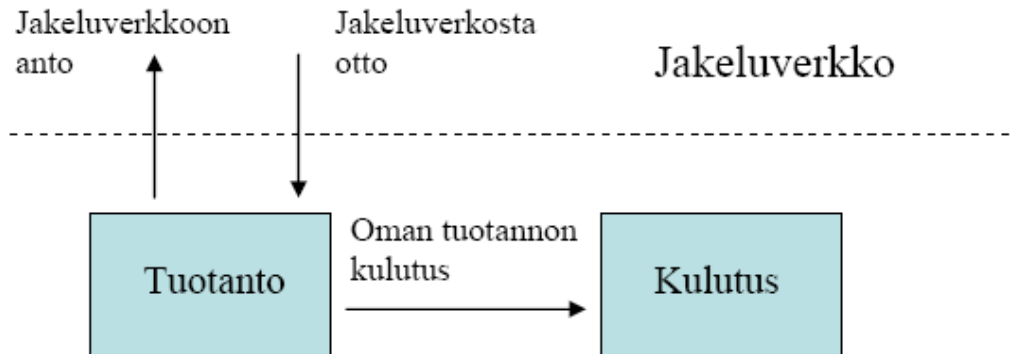 Jakeluverkkoon
anto
Jakeluverkosta
otto
Jakeluverkko
Tuotanto
Oman tuotannon
kulutus
Kulutus